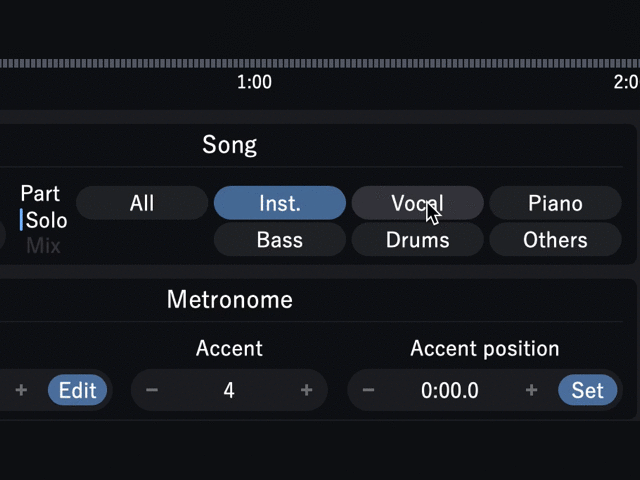 1:00
2:0
Song
Part
Solo
Mix
All
Inst.
Vocal
Piano
Bass
Drums
Others
Metronome
Accent
Accent position
+
Edit
− 4 +
− 0:00.0 +
Set